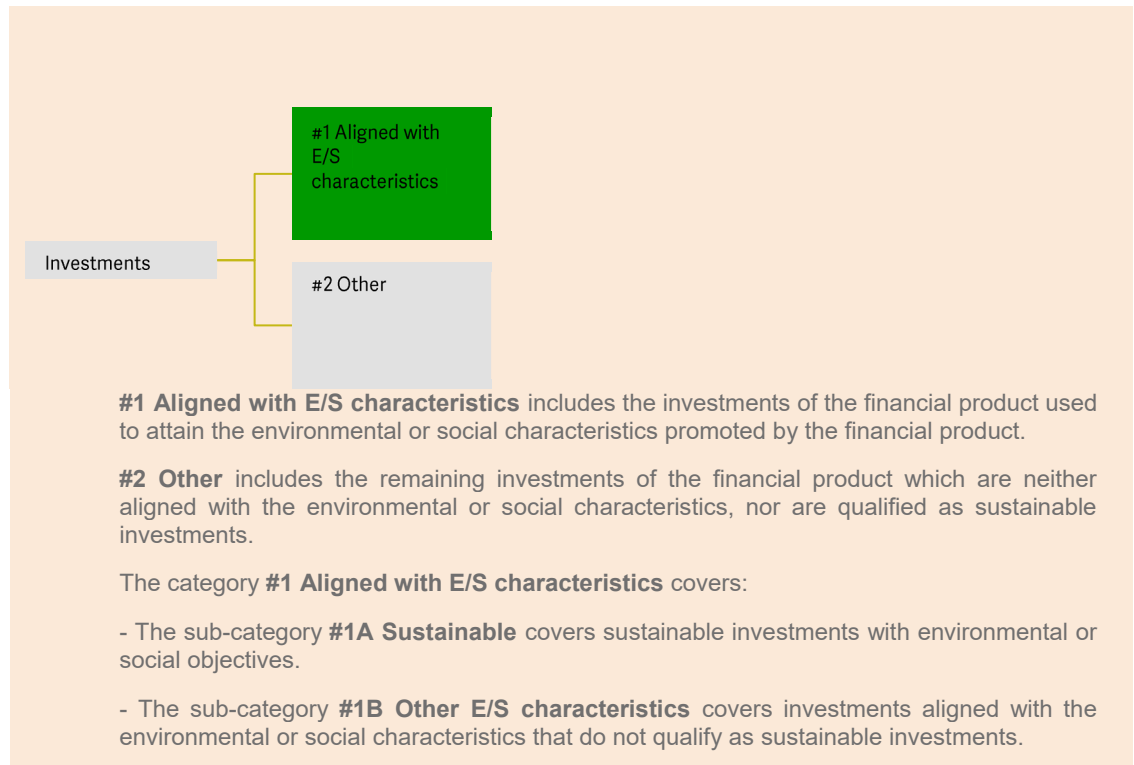 #1 Aligned with
E/S
characteristics
Investments
#2 Other
#1 Aligned with E/S characteristics includes the investments of the financial product used
to attain the environmental or social characteristics promoted by the financial product.
#2 Other includes the remaining investments of the financial product which are neither
aligned with the environmental or social characteristics, nor are qualified as sustainable
investments.
The category #1 Aligned with E/S characteristics covers:
- The sub-category #1A Sustainable covers sustainable investments with environmental or
social objectives.
- The sub-category #1B Other E/S characteristics covers investments aligned with the
environmental or social characteristics that do not qualify as sustainable investments.